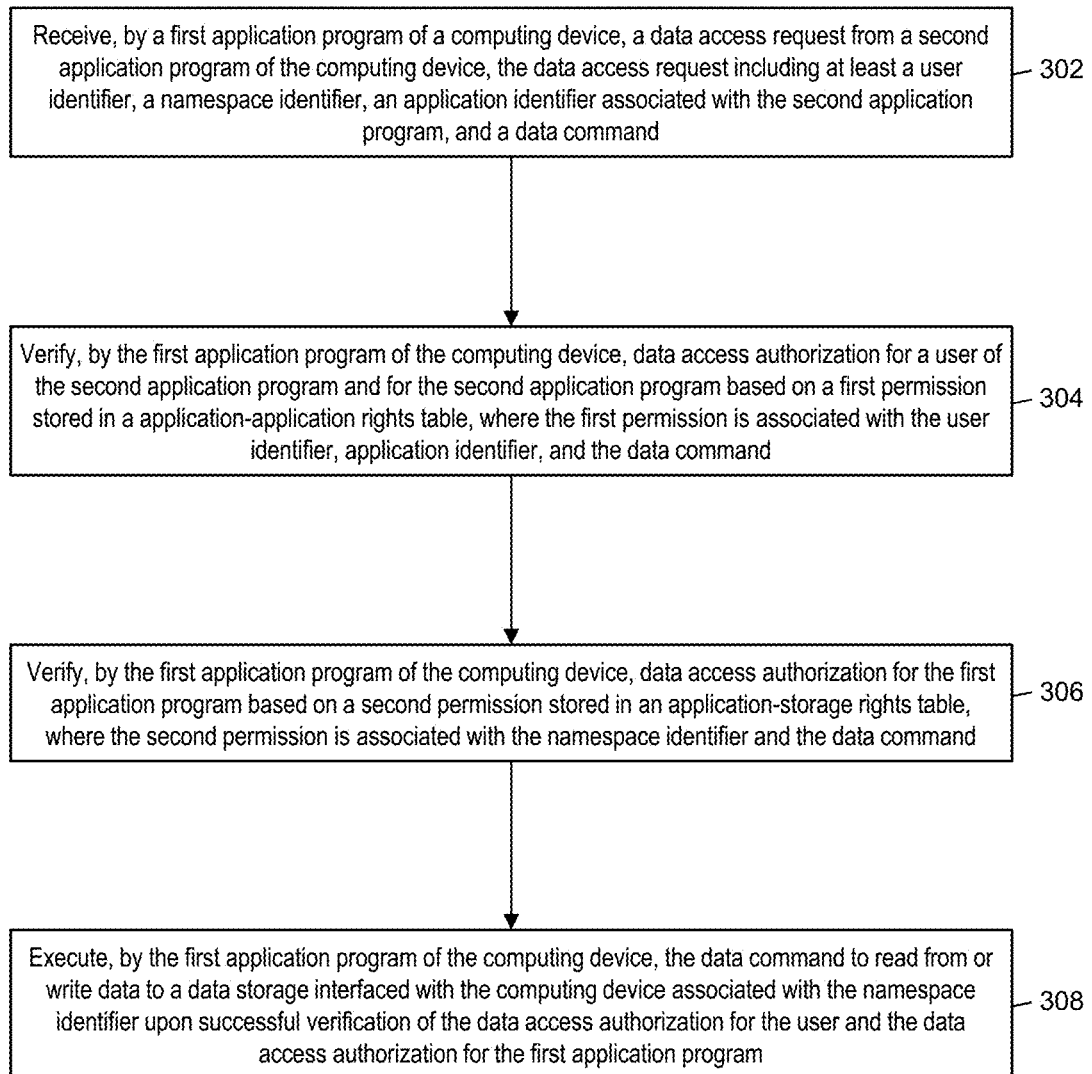 Receive, by a first application program of a computing device, a data access request from a second
application program of the computing device, the data access request including at least a user
identifier, a namespace identifier, an application identifier associated with the second application
program, and a data command
302
Verify, by the first application program of the computing device, data access authorization for a user of
the second application program and for the second application program based on a first permission
stored in a application-application rights table, where the first permission is associated with the user
identifier, application identifier, and the data command
304
Verify, by the first application program of the computing device, data access authorization for the first
application program based on a second permission stored in an application-storage rights table,
where the second permission is associated with the namespace identifier and the data command
306
Execute, by the first application program of the computing device, the data command to read from or
write data to a data storage interfaced with the computing device associated with the namespace
identifier upon successful verification of the data access authorization for the user and the data
access authorization for the first application program
308